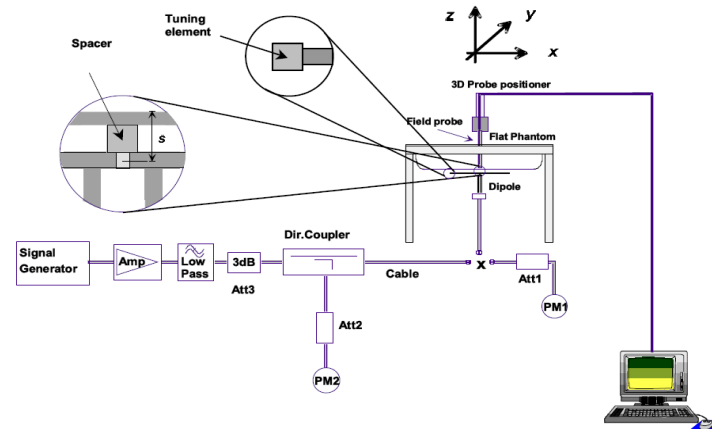 Tuning
element
Spacer
s
z
y
x
3D Probe positioner
Field probe
Flat Phantom
Dipole
Signal
Generator
Amp
Low
Pass
3dB
Att3
Dir.Coupler
Cable
x
Att1
PM1
Att2
PM2